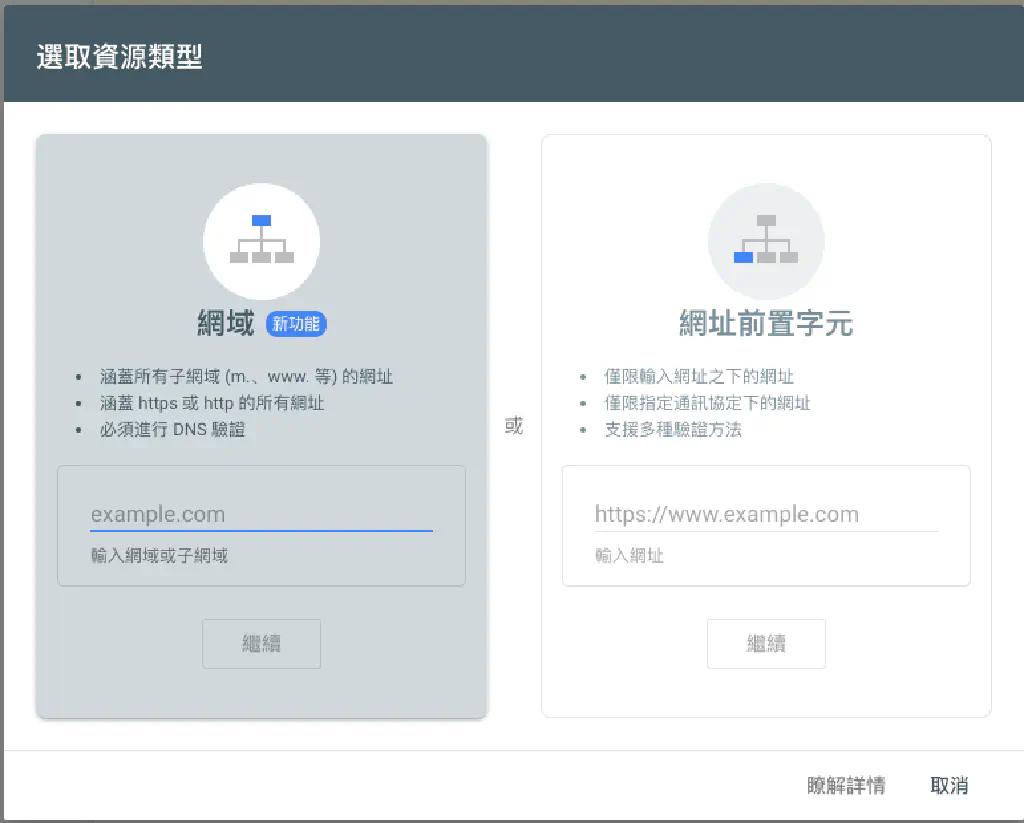 選取資源類型
網域 新功能
• 涵蓋所有子網域 (m.、www. 等) 的網址
• 涵蓋 https 或 http 的所有網址
• 必須進行 DNS 驗證
example.com
輸入網域或子網域
繼續
或
網址前置字元
• 僅限輸入網址之下的網址
• 僅限指定通訊協定下的網址
• 支援多種驗證方法
https://www.example.com
輸入網址
繼續
瞭解詳情 取消